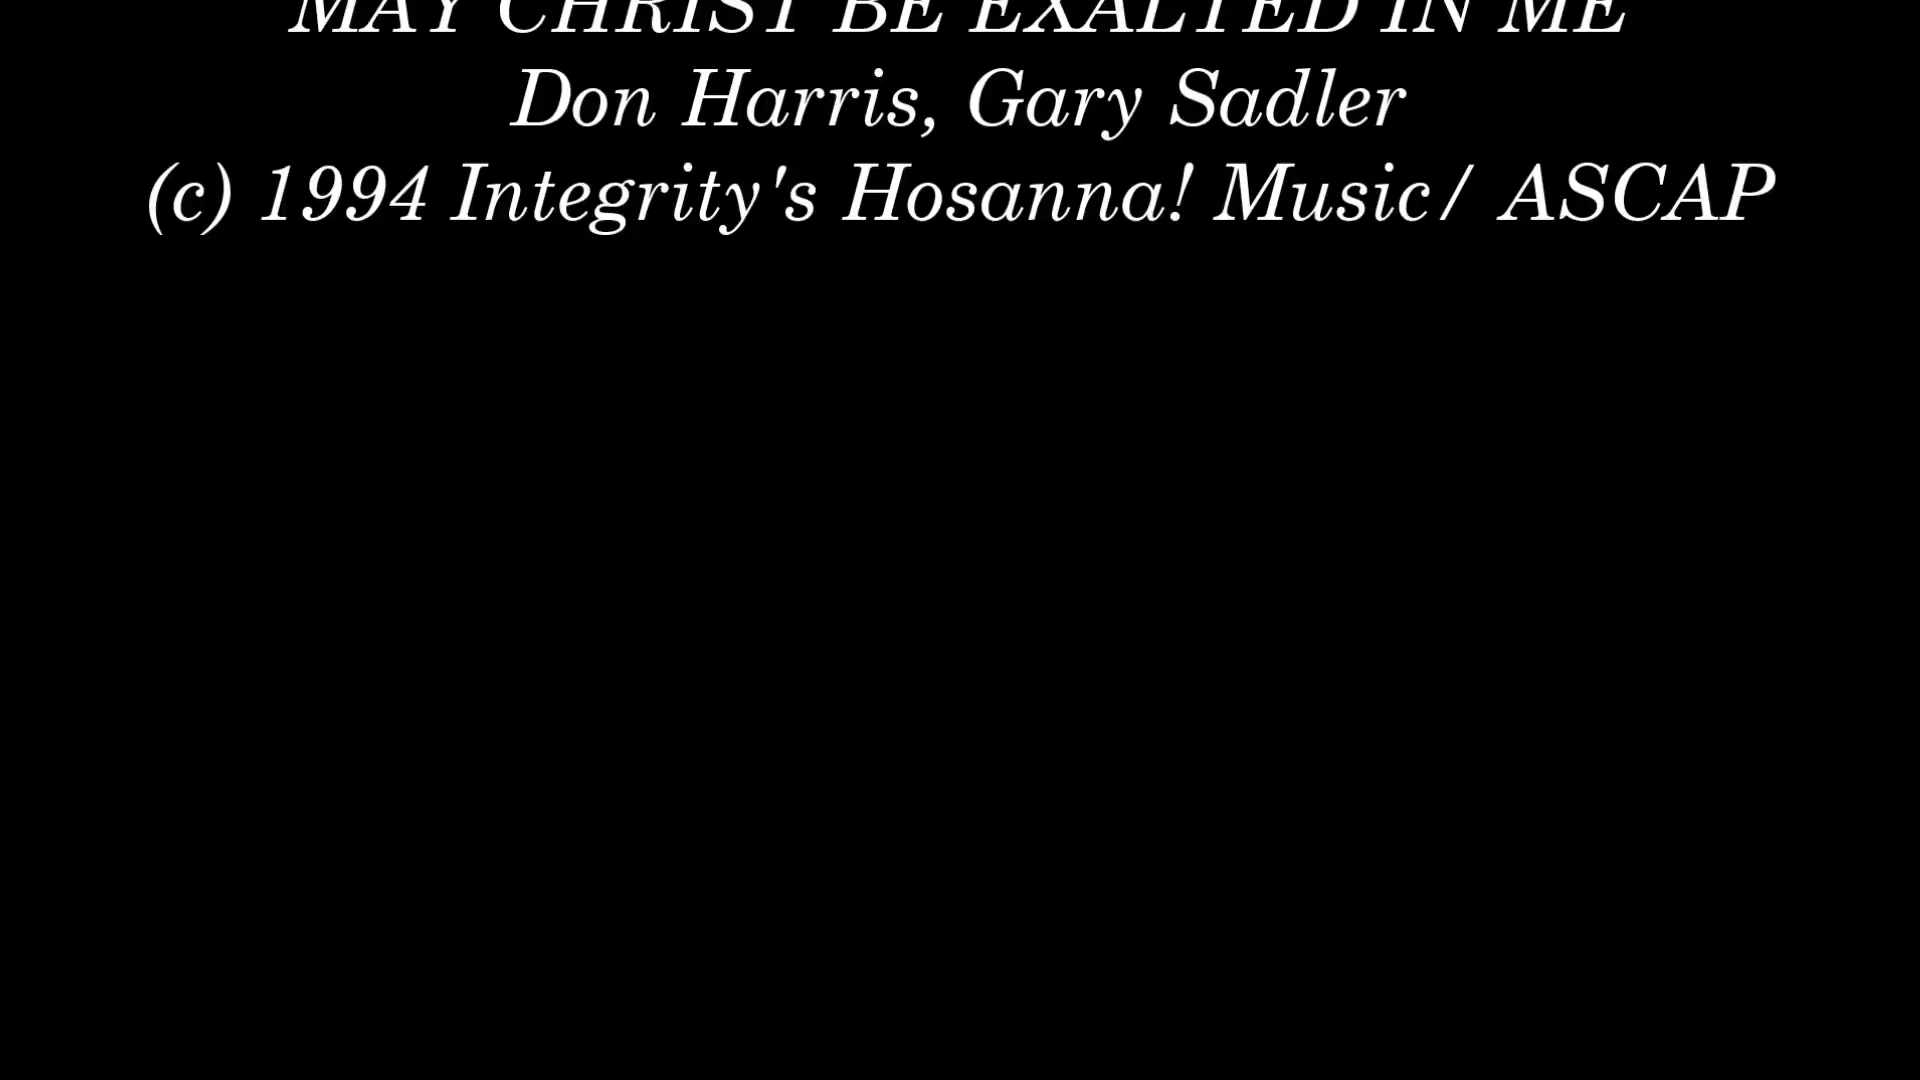 MAY CHRIST BE EXALTED IN ME
Don Harris, Gary Sadler
(c) 1994 Integrity's Hosanna! Music/ ASCAP